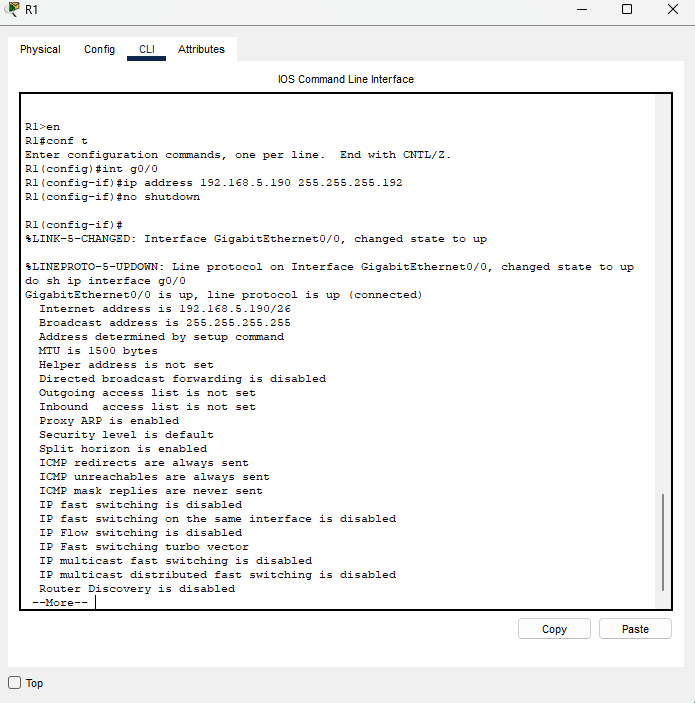 R1
Physical Config CLI Attributes
IOS Command Line Interface
R1>en
R1#conf t
Enter configuration commands, one per line.  End with CNTL/Z.
R1(config)#int g0/0
R1(config-if)#ip address 192.168.5.190 255.255.255.192
R1(config-if)#no shutdown
R1(config-if)#
%LINK-5-CHANGED: Interface GigabitEthernet0/0, changed state to up
%LINEPROTO-5-UPDOWN: Line protocol on Interface GigabitEthernet0/0, changed state to up
do sh ip interface g0/0
GigabitEthernet0/0 is up, line protocol is up (connected)
  Internet address is 192.168.5.190/26
  Broadcast address is 255.255.255.255
  Address determined by setup command
  MTU is 1500 bytes
  Helper address is not set
  Directed broadcast forwarding is disabled
  Outgoing access list is not set
  Inbound  access list is not set
  Proxy ARP is enabled
  Security level is default
  Split horizon is enabled
  ICMP redirects are always sent
  ICMP unreachables are always sent
  ICMP mask replies are never sent
  IP fast switching is disabled
  IP fast switching on the same interface is disabled
  IP Flow switching is disabled
  IP Fast switching turbo vector
  IP multicast fast switching is disabled
  IP multicast distributed fast switching is disabled
  Router Discovery is disabled
 --More--
Copy Paste
Top